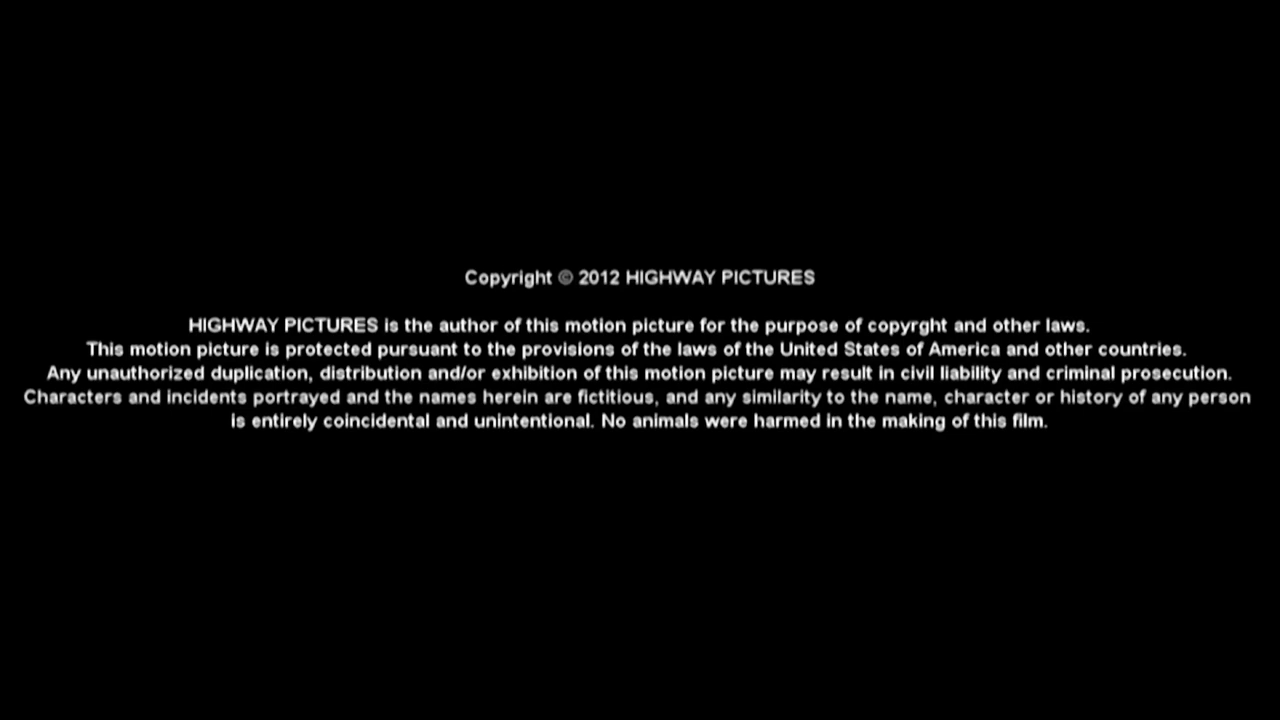 Copyright © 2012 HIGHWAY PICTURES
HIGHWAY PICTURES is the author of this motion picture for the purpose of copyrght and other laws.
This motion picture is protected pursuant to the provisions of the laws of the United States of America and other countries.
Any unauthorized duplication, distribution and/or exhibition of this motion picture may result in civil liability and criminal prosecution.
Characters and incidents portrayed and the names herein are fictitious, and any similarity to the name, character or history of any person
is entirely coincidental and unintentional. No animals were harmed in the making of this film.